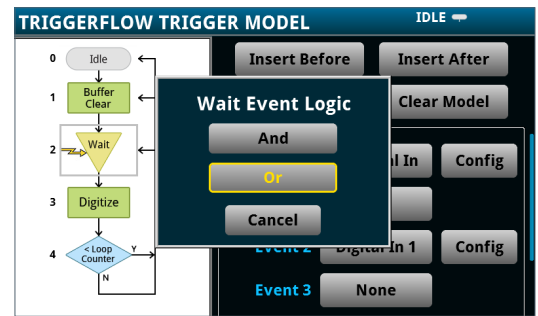 TRIGGERFLOW TRIGGER MODEL
IDLE
0 Idle
1 Buffer Clear
2 Wait
3 Digitize
4 < Loop Counter
Y
N
Insert Before
Insert After
Clear Model
Wait Event Logic
And
Or
Cancel
In
Config
Event 2
Digital In 1
Config
Event 3
None